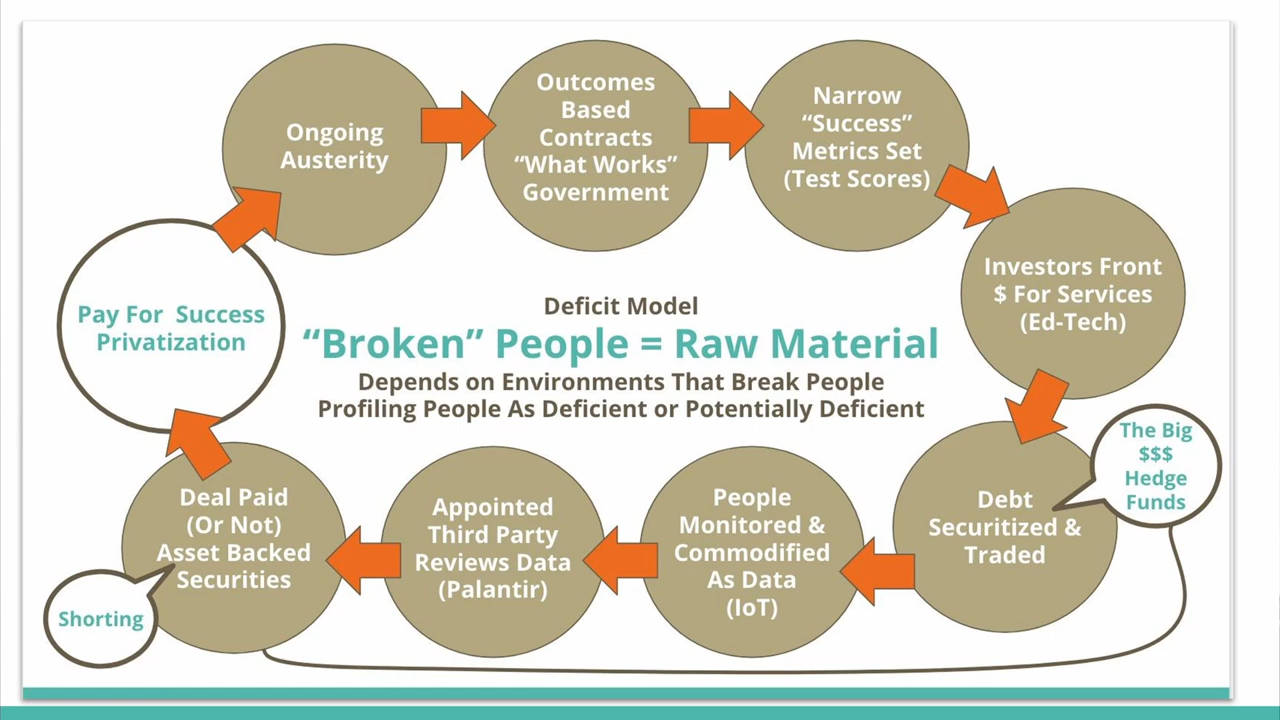 Ongoing
Austerity
Outcomes
Based
Contracts
“What Works”
Government
Narrow
“Success”
Metrics Set
(Test Scores)
Investors Front
$ For Services
(Ed-Tech)
Debt
Securitized &
Traded
The Big
$$$
Hedge
Funds
People
Monitored &
Commodified
As Data
(IoT)
Appointed
Third Party
Reviews Data
(Palantir)
Deal Paid
(Or Not)
Asset Backed
Securities
Shorting
Pay For  Success
Privatization
Deficit Model
“Broken” People = Raw Material
Depends on Environments That Break People
Profiling People As Deficient or Potentially Deficient